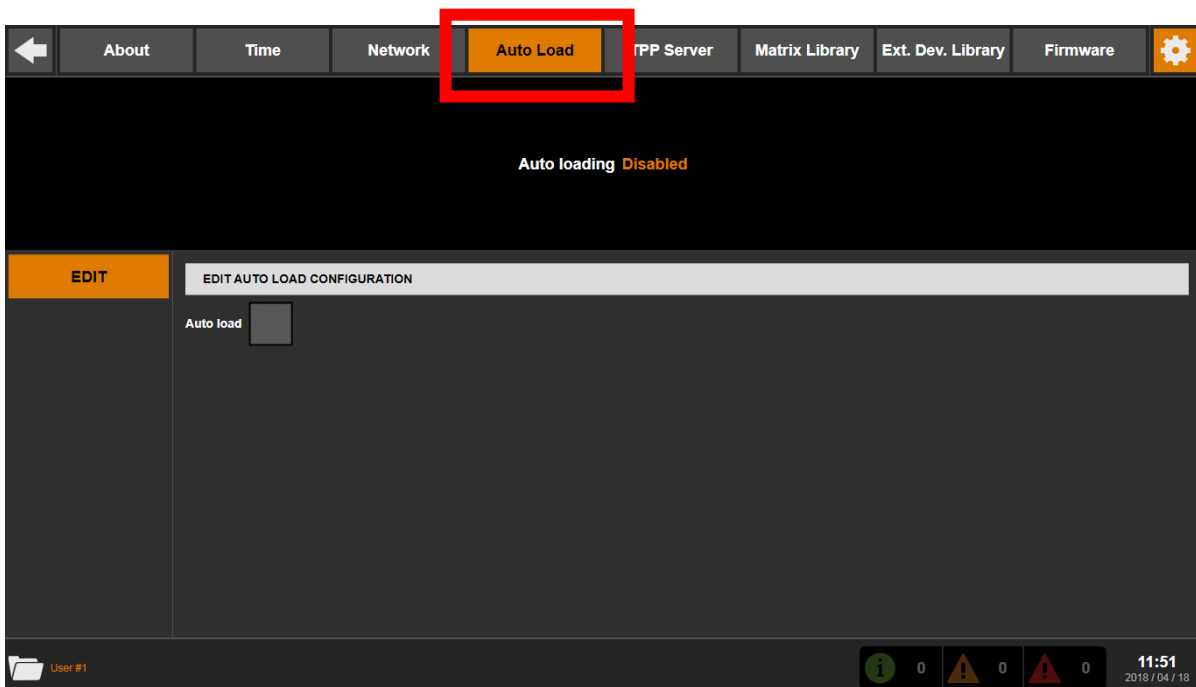 About Time Network Auto Load TPP Server Matrix Library Ext. Dev. Library Firmware
Auto loading Disabled
EDIT
EDIT AUTO LOAD CONFIGURATION
Auto load
User #1
0 0 0
11:51
2018 / 04 / 18